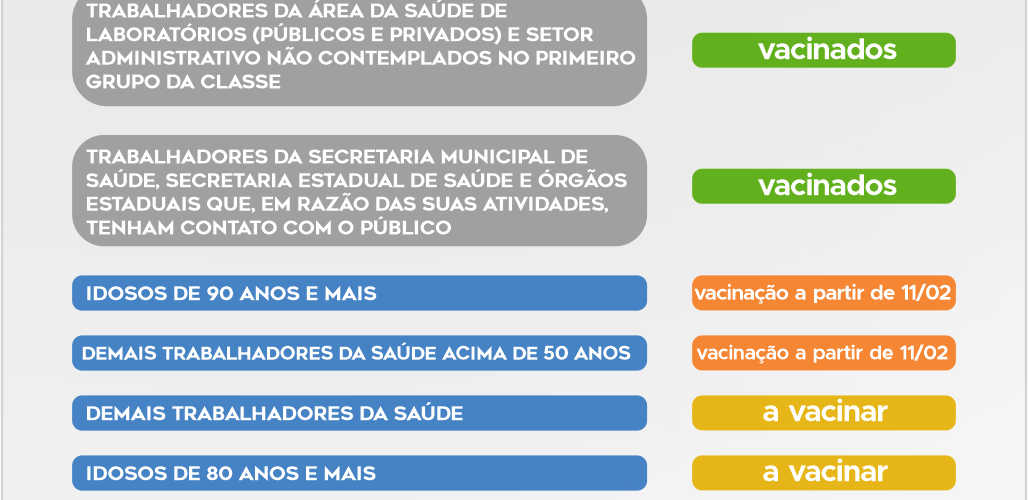 TRABALHADORES DA ÁREA DA SAÚDE DE
LABORATÓRIOS (PÚBLICOS E PRIVADOS) E SETOR
ADMINISTRATIVO NÃO CONTEMPLADOS NO PRIMEIRO
GRUPO DA CLASSE
vacinados
TRABALHADORES DA SECRETARIA MUNICIPAL DE
SAÚDE, SECRETARIA ESTADUAL DE SAÚDE E ÓRGÃOS
ESTADUAIS QUE, EM RAZÃO DAS SUAS ATIVIDADES,
TENHAM CONTATO COM O PÚBLICO
vacinados
IDOSOS DE 90 ANOS E MAIS
vacinação a partir de 11/02
DEMAIS TRABALHADORES DA SAÚDE ACIMA DE 50 ANOS
vacinação a partir de 11/02
DEMAIS TRABALHADORES DA SAÚDE
a vacinar
IDOSOS DE 80 ANOS E MAIS
a vacinar